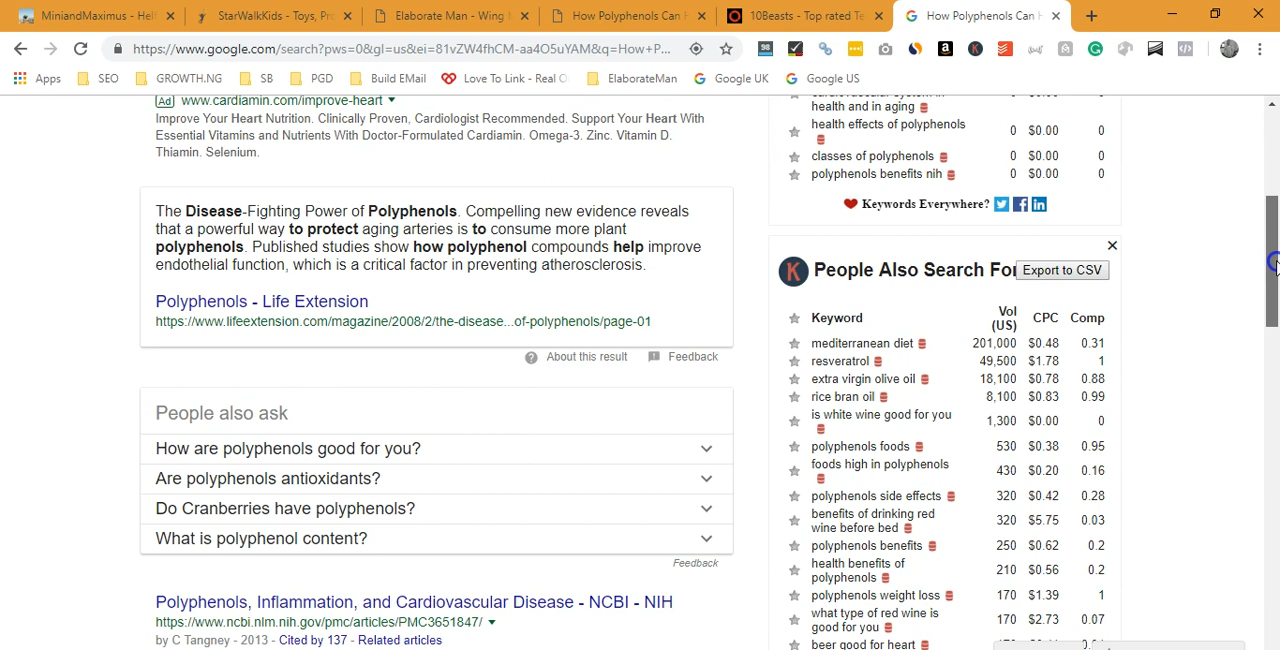 MiniandMaximus - Hel
StarWalkKids - Toys, Pro
Elaborate Man - Wing
How Polyphenols Can H
10Beasts - Top rated Te
How Polyphenols Can H
https://www.google.com/search?pws=0&gl=us&ei=81vZW4fhCM-aa4O5uYAM&q=How+P...
Apps
SEO
GROWTH.NG
SB
PGD
Build EMail
Love To Link - Real O
ElaborateMan
Google UK
Google US
Ad www.cardiamin.com/improve-heart
Improve Your Heart Nutrition. Clinically Proven, Cardiologist Recommended. Support Your Heart With
Essential Vitamins and Nutrients With Doctor-Formulated Cardiamin. Omega-3. Zinc. Vitamin D.
Thiamin. Selenium.
The Disease-Fighting Power of Polyphenols. Compelling new evidence reveals
that a powerful way to protect aging arteries is to consume more plant
polyphenols. Published studies show how polyphenol compounds help improve
endothelial function, which is a critical factor in preventing atherosclerosis.
Polyphenols - Life Extension
https://www.lifeextension.com/magazine/2008/2/the-disease...of-polyphenols/page-01
About this result
Feedback
People also ask
How are polyphenols good for you?
Are polyphenols antioxidants?
Do Cranberries have polyphenols?
What is polyphenol content?
Feedback
Polyphenols, Inflammation, and Cardiovascular Disease - NCBI - NIH
https://www.ncbi.nlm.nih.gov/pmc/articles/PMC3651847/
by C Tangney - 2013 - Cited by 137 - Related articles
health and in aging
health effects of polyphenols 0 $0.00 0
classes of polyphenols 0 $0.00 0
polyphenols benefits nih 0 $0.00 0
Keywords Everywhere?
K People Also Search For
Export to CSV
Keyword Vol (US) CPC Comp
mediterranean diet 201,000 $0.48 0.31
resveratrol 49,500 $1.78 1
extra virgin olive oil 18,100 $0.78 0.88
rice bran oil 8,100 $0.83 0.99
is white wine good for you 1,300 $0.00 0
polyphenols foods 530 $0.38 0.95
foods high in polyphenols 430 $0.20 0.16
polyphenols side effects 320 $0.42 0.28
benefits of drinking red
wine before bed 320 $5.75 0.03
polyphenols benefits 250 $0.62 0.2
health benefits of
polyphenols 210 $0.56 0.2
polyphenols weight loss 170 $1.39 1
what type of red wine is
good for you 170 $2.73 0.07
beer good for heart